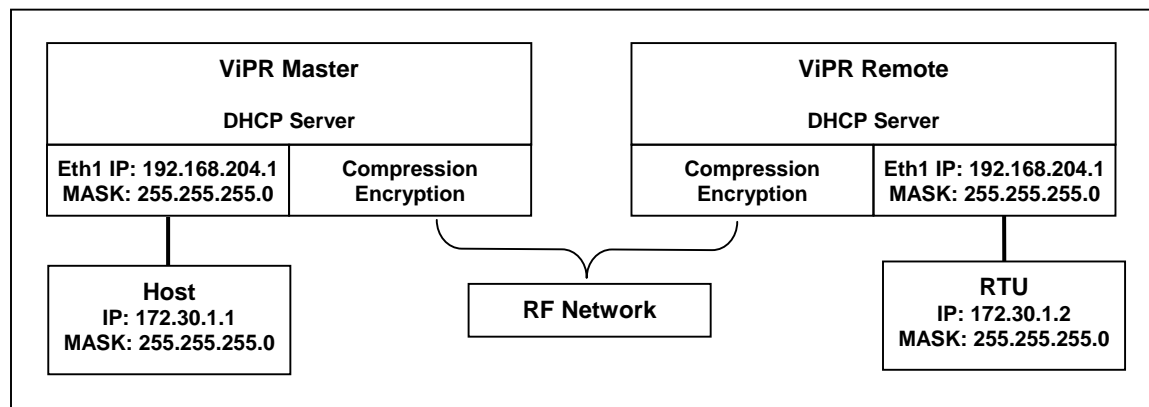 ViPR Master
DHCP Server
Eth1 IP: 192.168.204.1
MASK: 255.255.255.0
Compression
Encryption
ViPR Remote
DHCP Server
Compression
Encryption
Eth1 IP: 192.168.204.1
MASK: 255.255.255.0
Host
IP: 172.30.1.1
MASK: 255.255.255.0
RF Network
RTU
IP: 172.30.1.2
MASK: 255.255.255.0